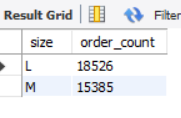 Result Grid Filter
size order_count
L 18526
M 15385